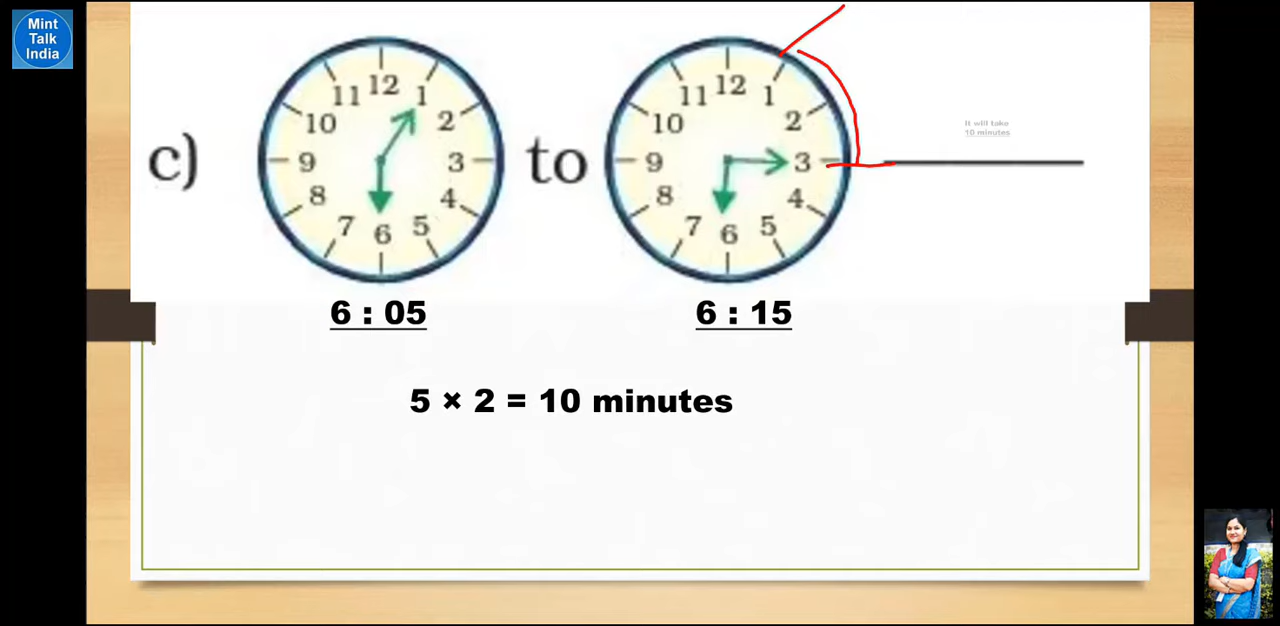 Mint
Talk
India
c)
12
11
1
10
2
9
3
8
4
7
6
5
to
12
11
1
10
2
9
3
8
4
7
6
5
It will take
10 minutes
6 : 05
6 : 15
5 × 2 = 10 minutes